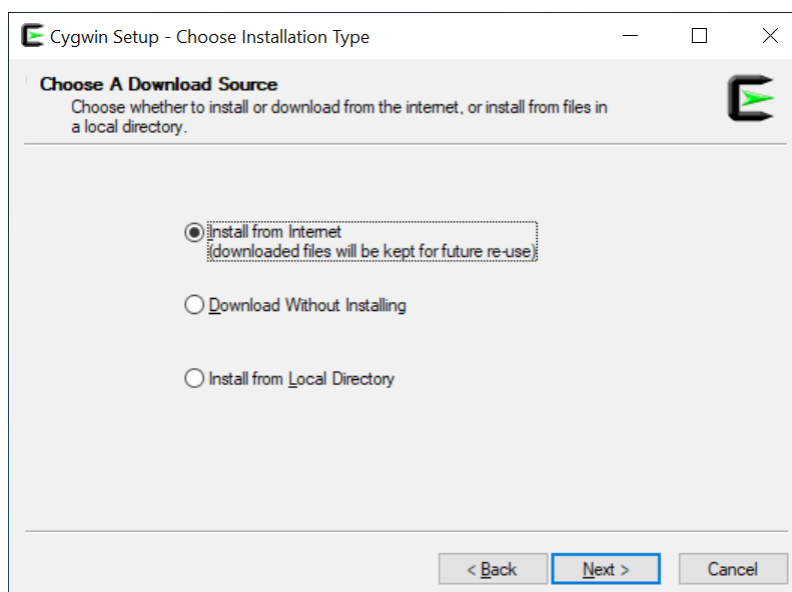 Cygwin Setup - Choose Installation Type
Choose A Download Source
Choose whether to install or download from the internet, or install from files in
a local directory.
Install from Internet
(downloaded files will be kept for future re-use)
Download Without Installing
Install from Local Directory
< Back
Next >
Cancel